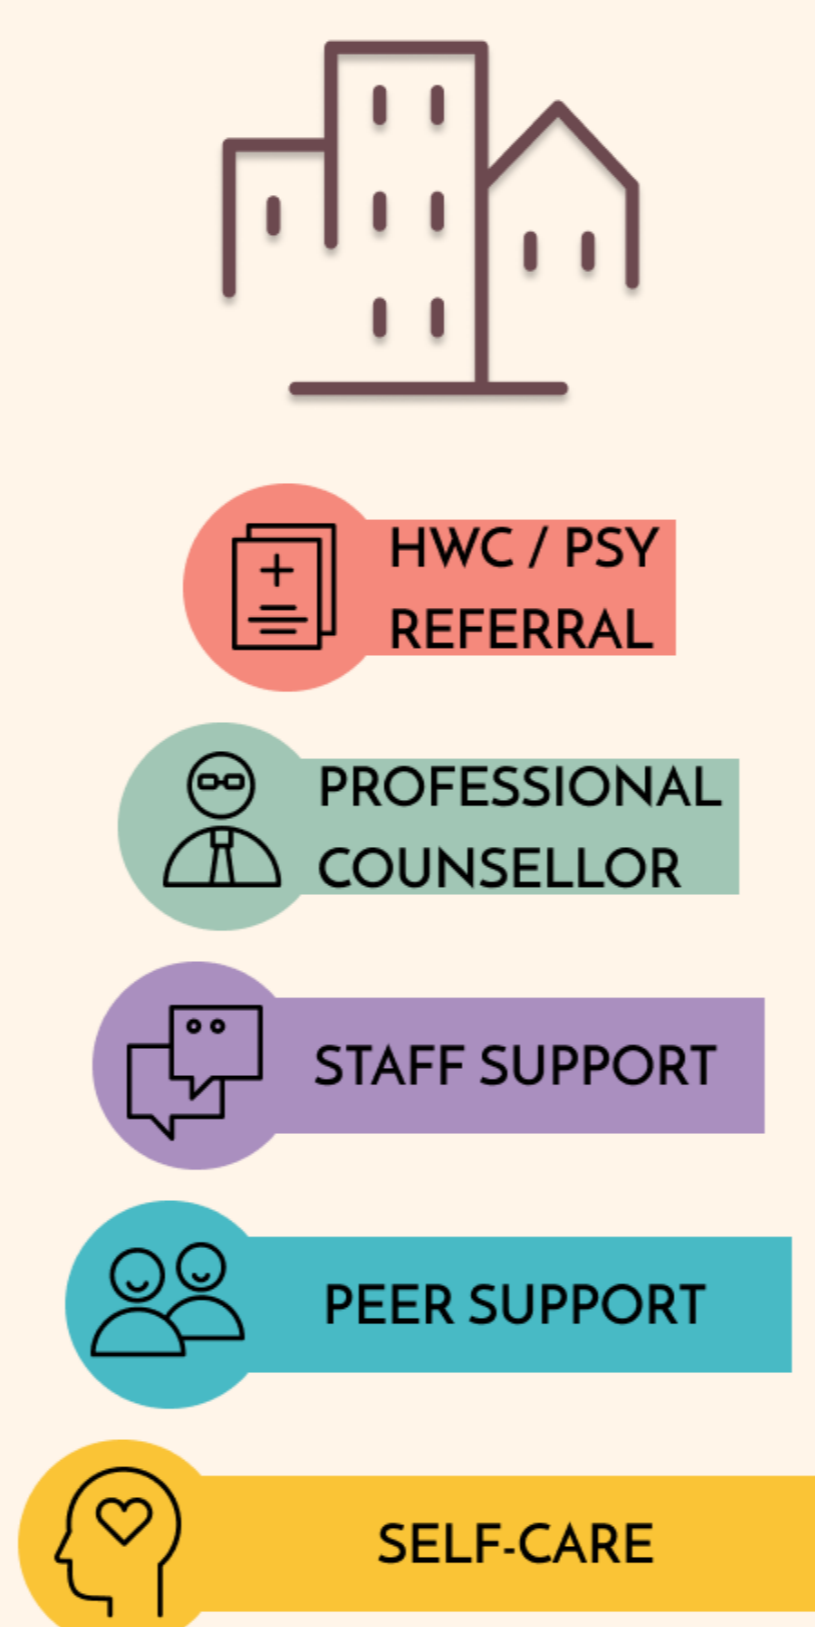 HWC / PSY
REFERRAL
PROFESSIONAL
COUNSELLOR
STAFF SUPPORT
PEER SUPPORT
SELF-CARE